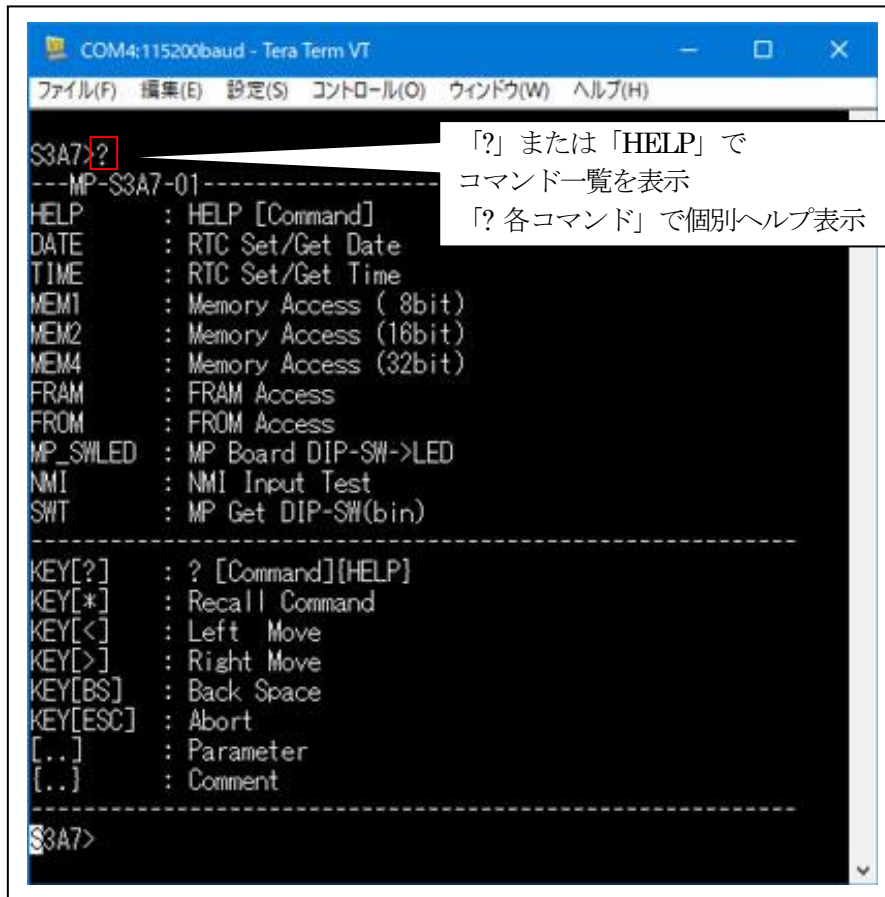 COM4:115200baud - Tera Term VT
ファイル(F) 編集(E) 設定(S) コントロール(O) ウィンドウ(W) ヘルプ(H)
S3A7>?
「?」または「HELP」で
コマンド一覧を表示
「? 各コマンド」で個別ヘルプ表示
---MP-S3A7-01------------------
HELP : HELP [Command]
DATE : RTC Set/Get Date
TIME : RTC Set/Get Time
MEM1 : Memory Access ( 8bit)
MEM2 : Memory Access (16bit)
MEM4 : Memory Access (32bit)
FRAM : FRAM Access
FROM : FROM Access
MP_SWLED : MP Board DIP-SW->LED
NMI : NMI Input Test
SWT : MP Get DIP-SW(bin)
------------------------------------------------------------
KEY[?] : ? [Command]{HELP}
KEY[*] : Recall Command
KEY[<] : Left  Move
KEY[>] : Right Move
KEY[BS] : Back Space
KEY[ESC] : Abort
[..] : Parameter
{..} : Comment
------------------------------------------------------------
S3A7>